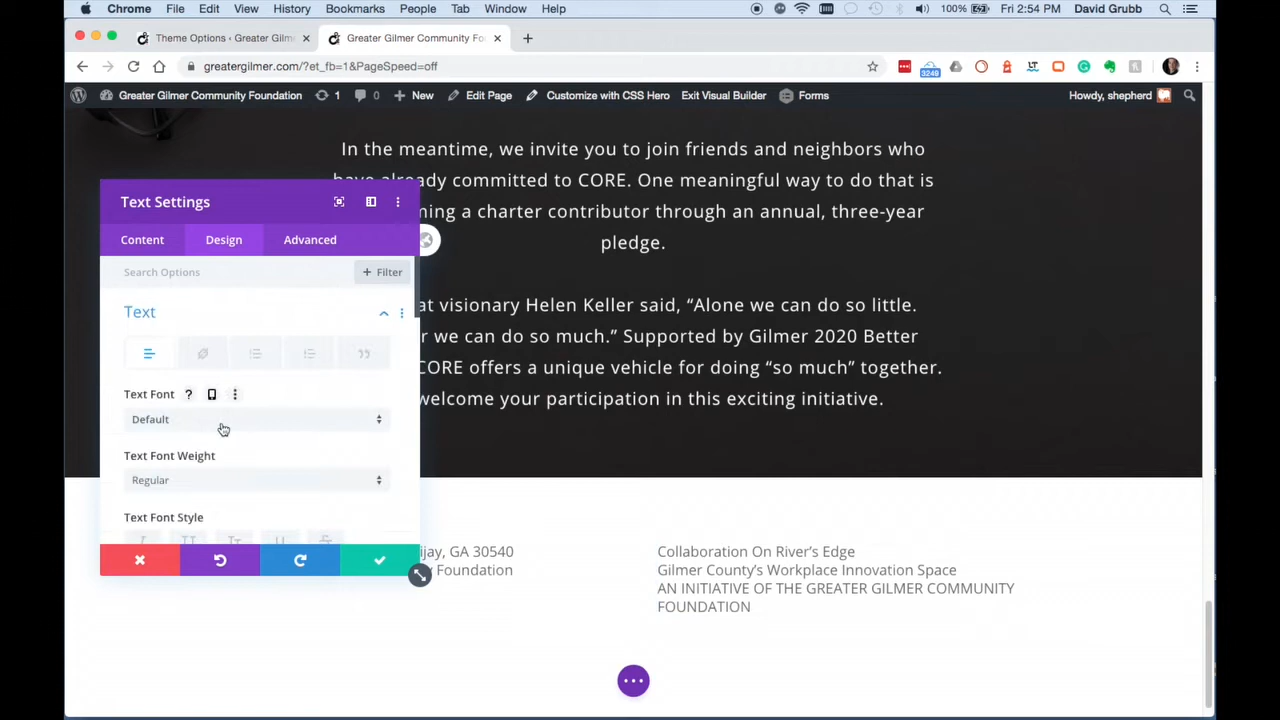 Chrome File Edit View History Bookmarks People Tab Window Help 100% Fri 2:54 PM David Grubb
Theme Options ‹ Greater Gilm × Greater Gilmer Community Fo × +
greatergilmer.com/?et_fb=1&PageSpeed=off 3249 LT
Greater Gilmer Community Foundation 1 0 New Edit Page Customize with CSS Hero Exit Visual Builder Forms Howdy, shepherd
In the meantime, we invite you to join friends and neighbors who
have already committed to CORE. One meaningful way to do that is
a charter contributor through an annual, three-year
pledge.
visionary Helen Keller said, “Alone we can do so little.
we can do so much.” Supported by Gilmer 2020 Better
CORE offers a unique vehicle for doing “so much” together.
welcome your participation in this exciting initiative.
Text Settings
Content Design Advanced
Search Options + Filter
Text
Text Font ?
Default
Text Font Weight
Regular
Text Font Style
I TT Tt U S
GA 30540
Foundation
Collaboration On River’s Edge
Gilmer County’s Workplace Innovation Space
AN INITIATIVE OF THE GREATER GILMER COMMUNITY
FOUNDATION